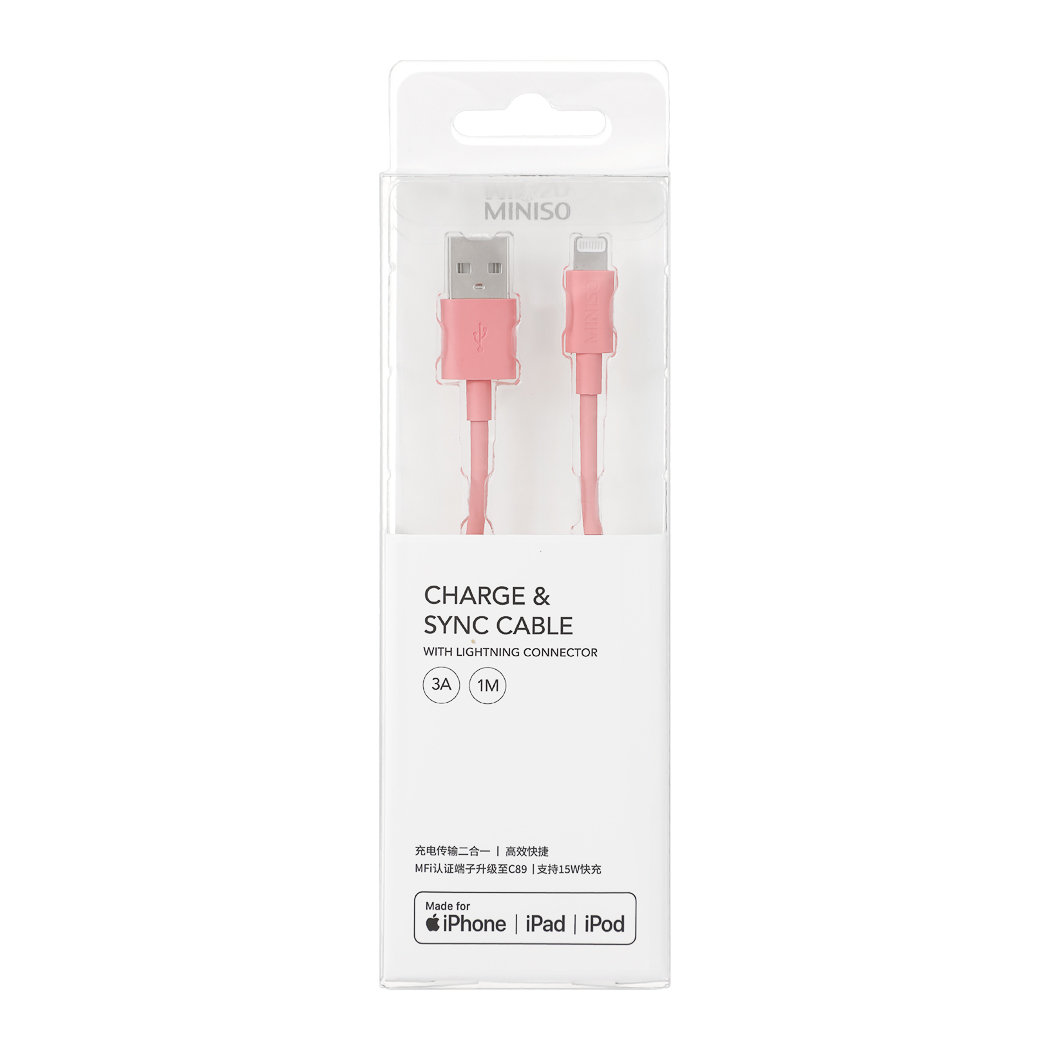 MINISO
MINIS
CHARGE &
SYNC CABLE
WITH LIGHTNING CONNECTOR
3A 1M
充电传输二合一 | 高效快捷
MFi认证端子升级至C89 | 支持15W快充
Made for
iPhone | iPad | iPod